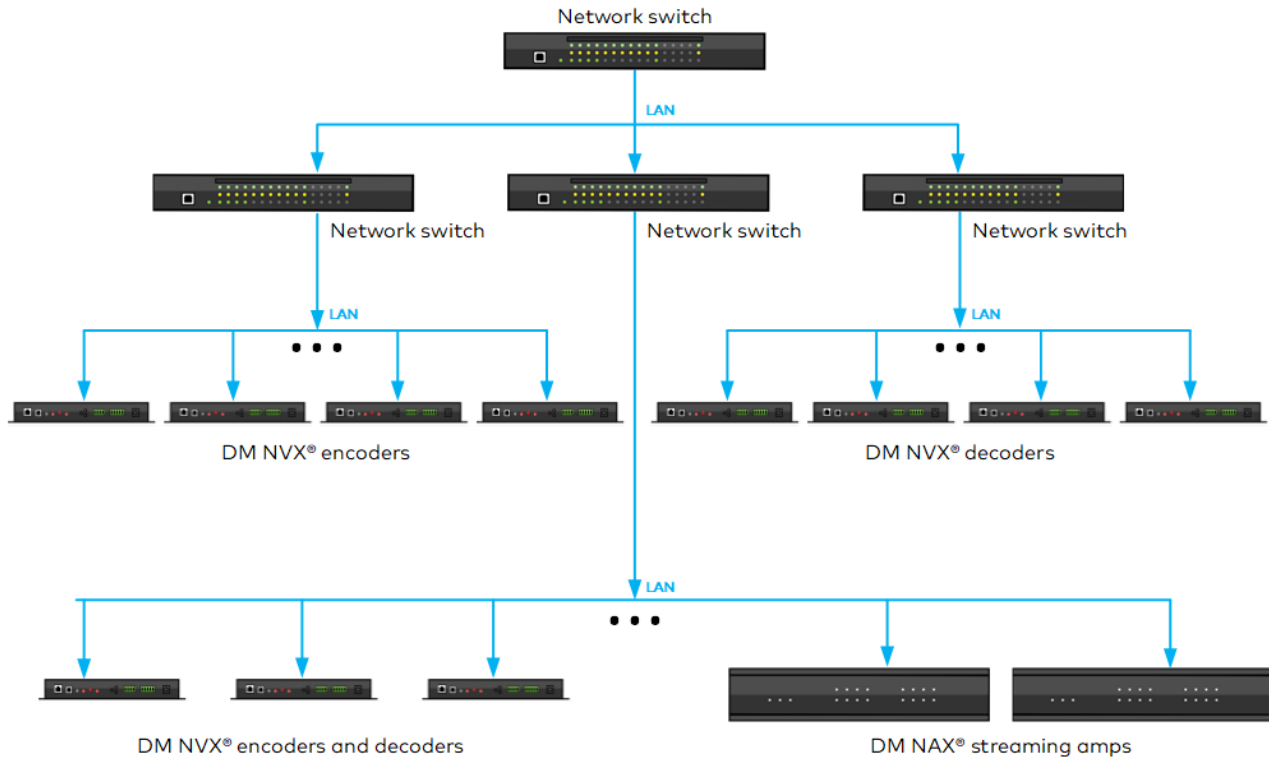 Network switch
LAN
Network switch
Network switch
Network switch
LAN
LAN
DM NVX® encoders
DM NVX® decoders
LAN
DM NVX® encoders and decoders
DM NAX® streaming amps